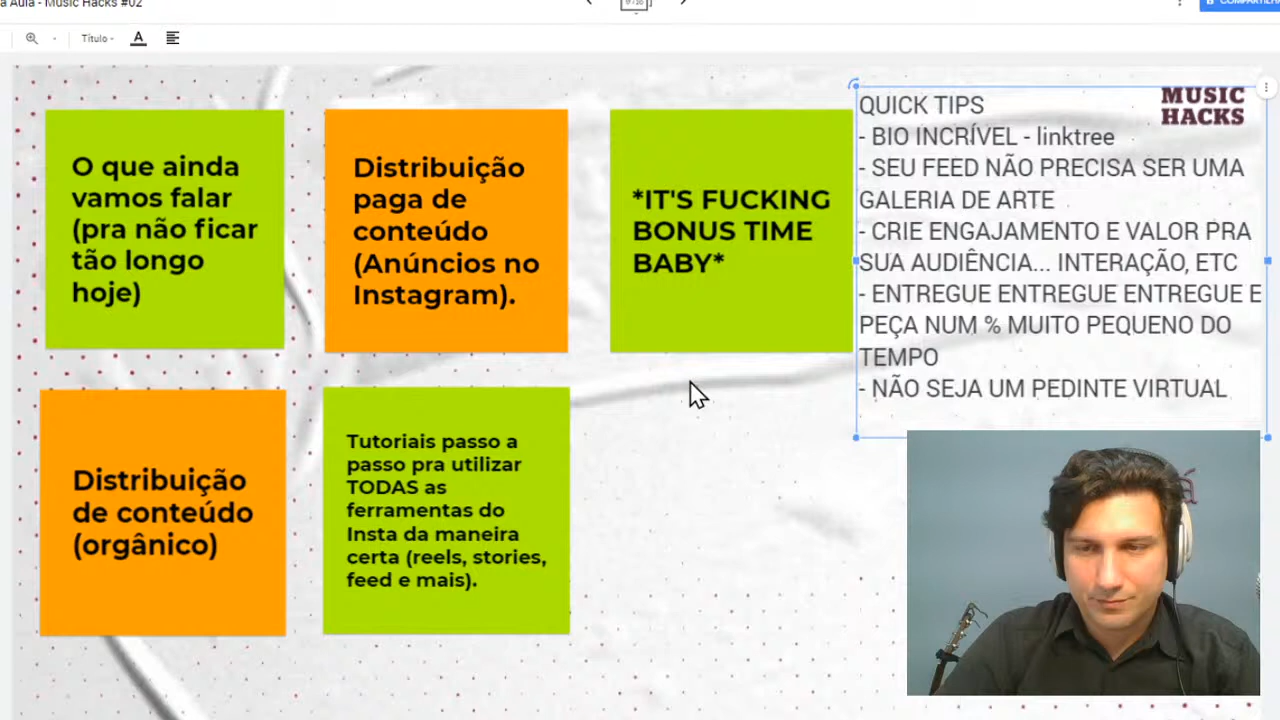 a Aula - Music Hacks #02
Título
O que ainda
vamos falar
(pra não ficar
tão longo
hoje)
Distribuição
paga de
conteúdo
(Anúncios no
Instagram).
*IT'S FUCKING
BONUS TIME
BABY*
MUSIC
HACKS
QUICK TIPS
- BIO INCRÍVEL - linktree
- SEU FEED NÃO PRECISA SER UMA
GALERIA DE ARTE
- CRIE ENGAJAMENTO E VALOR PRA
SUA AUDIÊNCIA... INTERAÇÃO, ETC
- ENTREGUE ENTREGUE ENTREGUE E
PEÇA NUM % MUITO PEQUENO DO
TEMPO
- NÃO SEJA UM PEDINTE VIRTUAL
Distribuição
de conteúdo
(orgânico)
Tutoriais passo a
passo pra utilizar
TODAS as
ferramentas do
Insta da maneira
certa (reels, stories,
feed e mais).